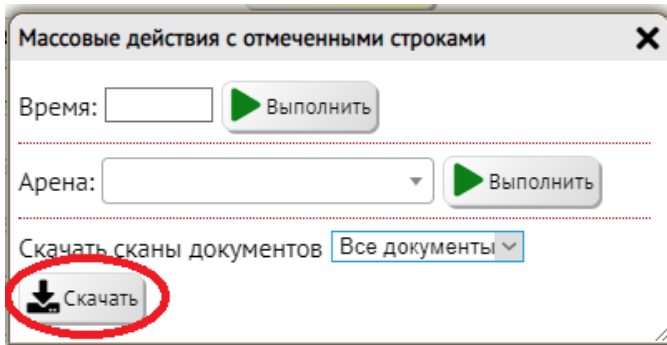 Массовые действия с отмеченными строками
Время: Выполнить
Арена: Выполнить
Скачать сканы документов Все документы
Скачать